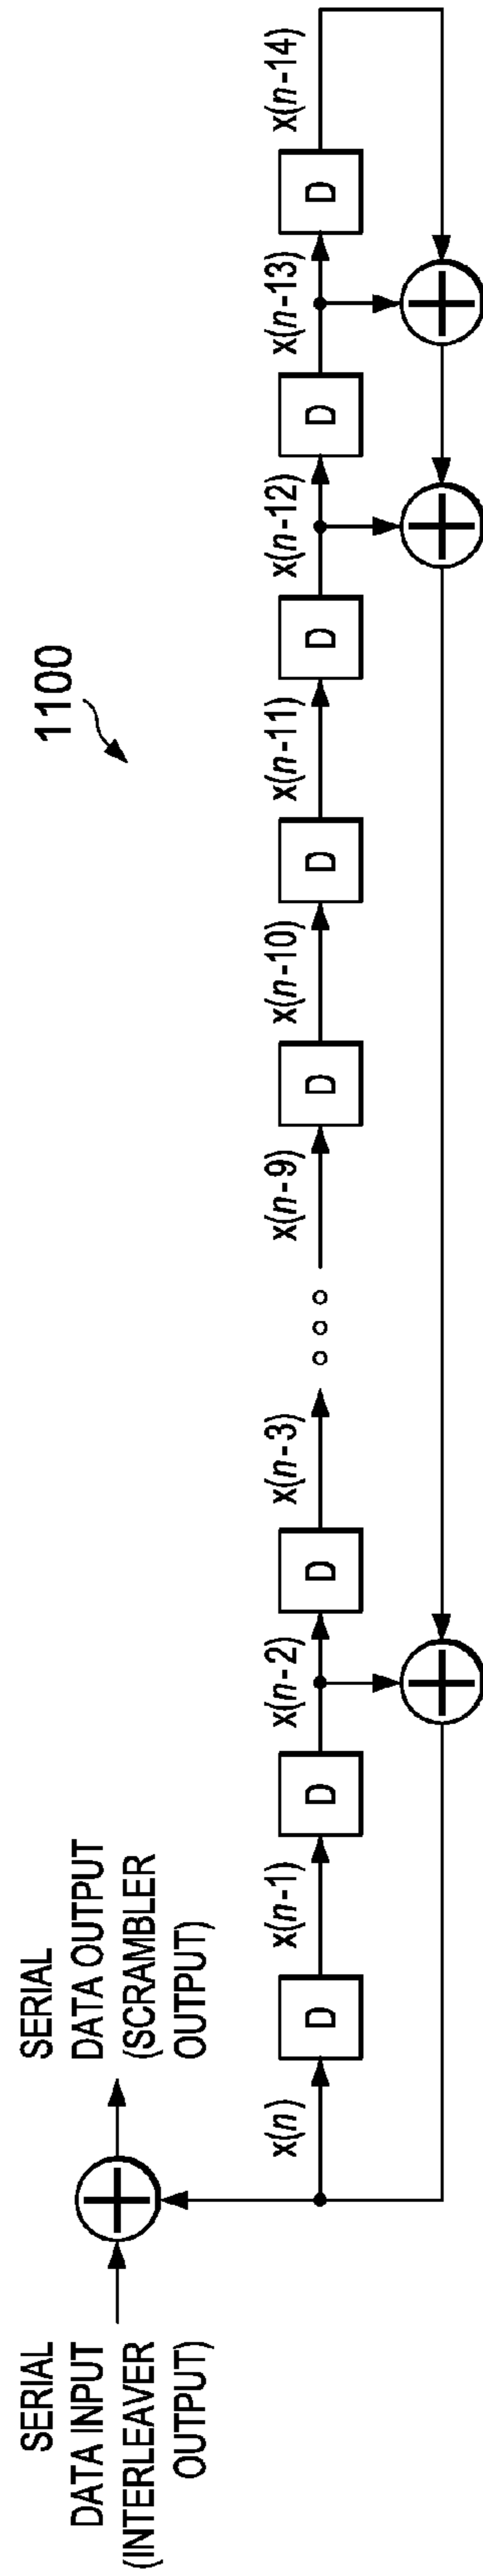 1100
SERIAL
DATA INPUT
(INTERLEAVER
OUTPUT)
SERIAL
DATA OUTPUT
(SCRAMBLER
OUTPUT)
x(n)
D
x(n-1)
D
x(n-2)
D
x(n-3)
x(n-9)
D
x(n-10)
D
x(n-11)
D
x(n-12)
D
x(n-13)
D
x(n-14)